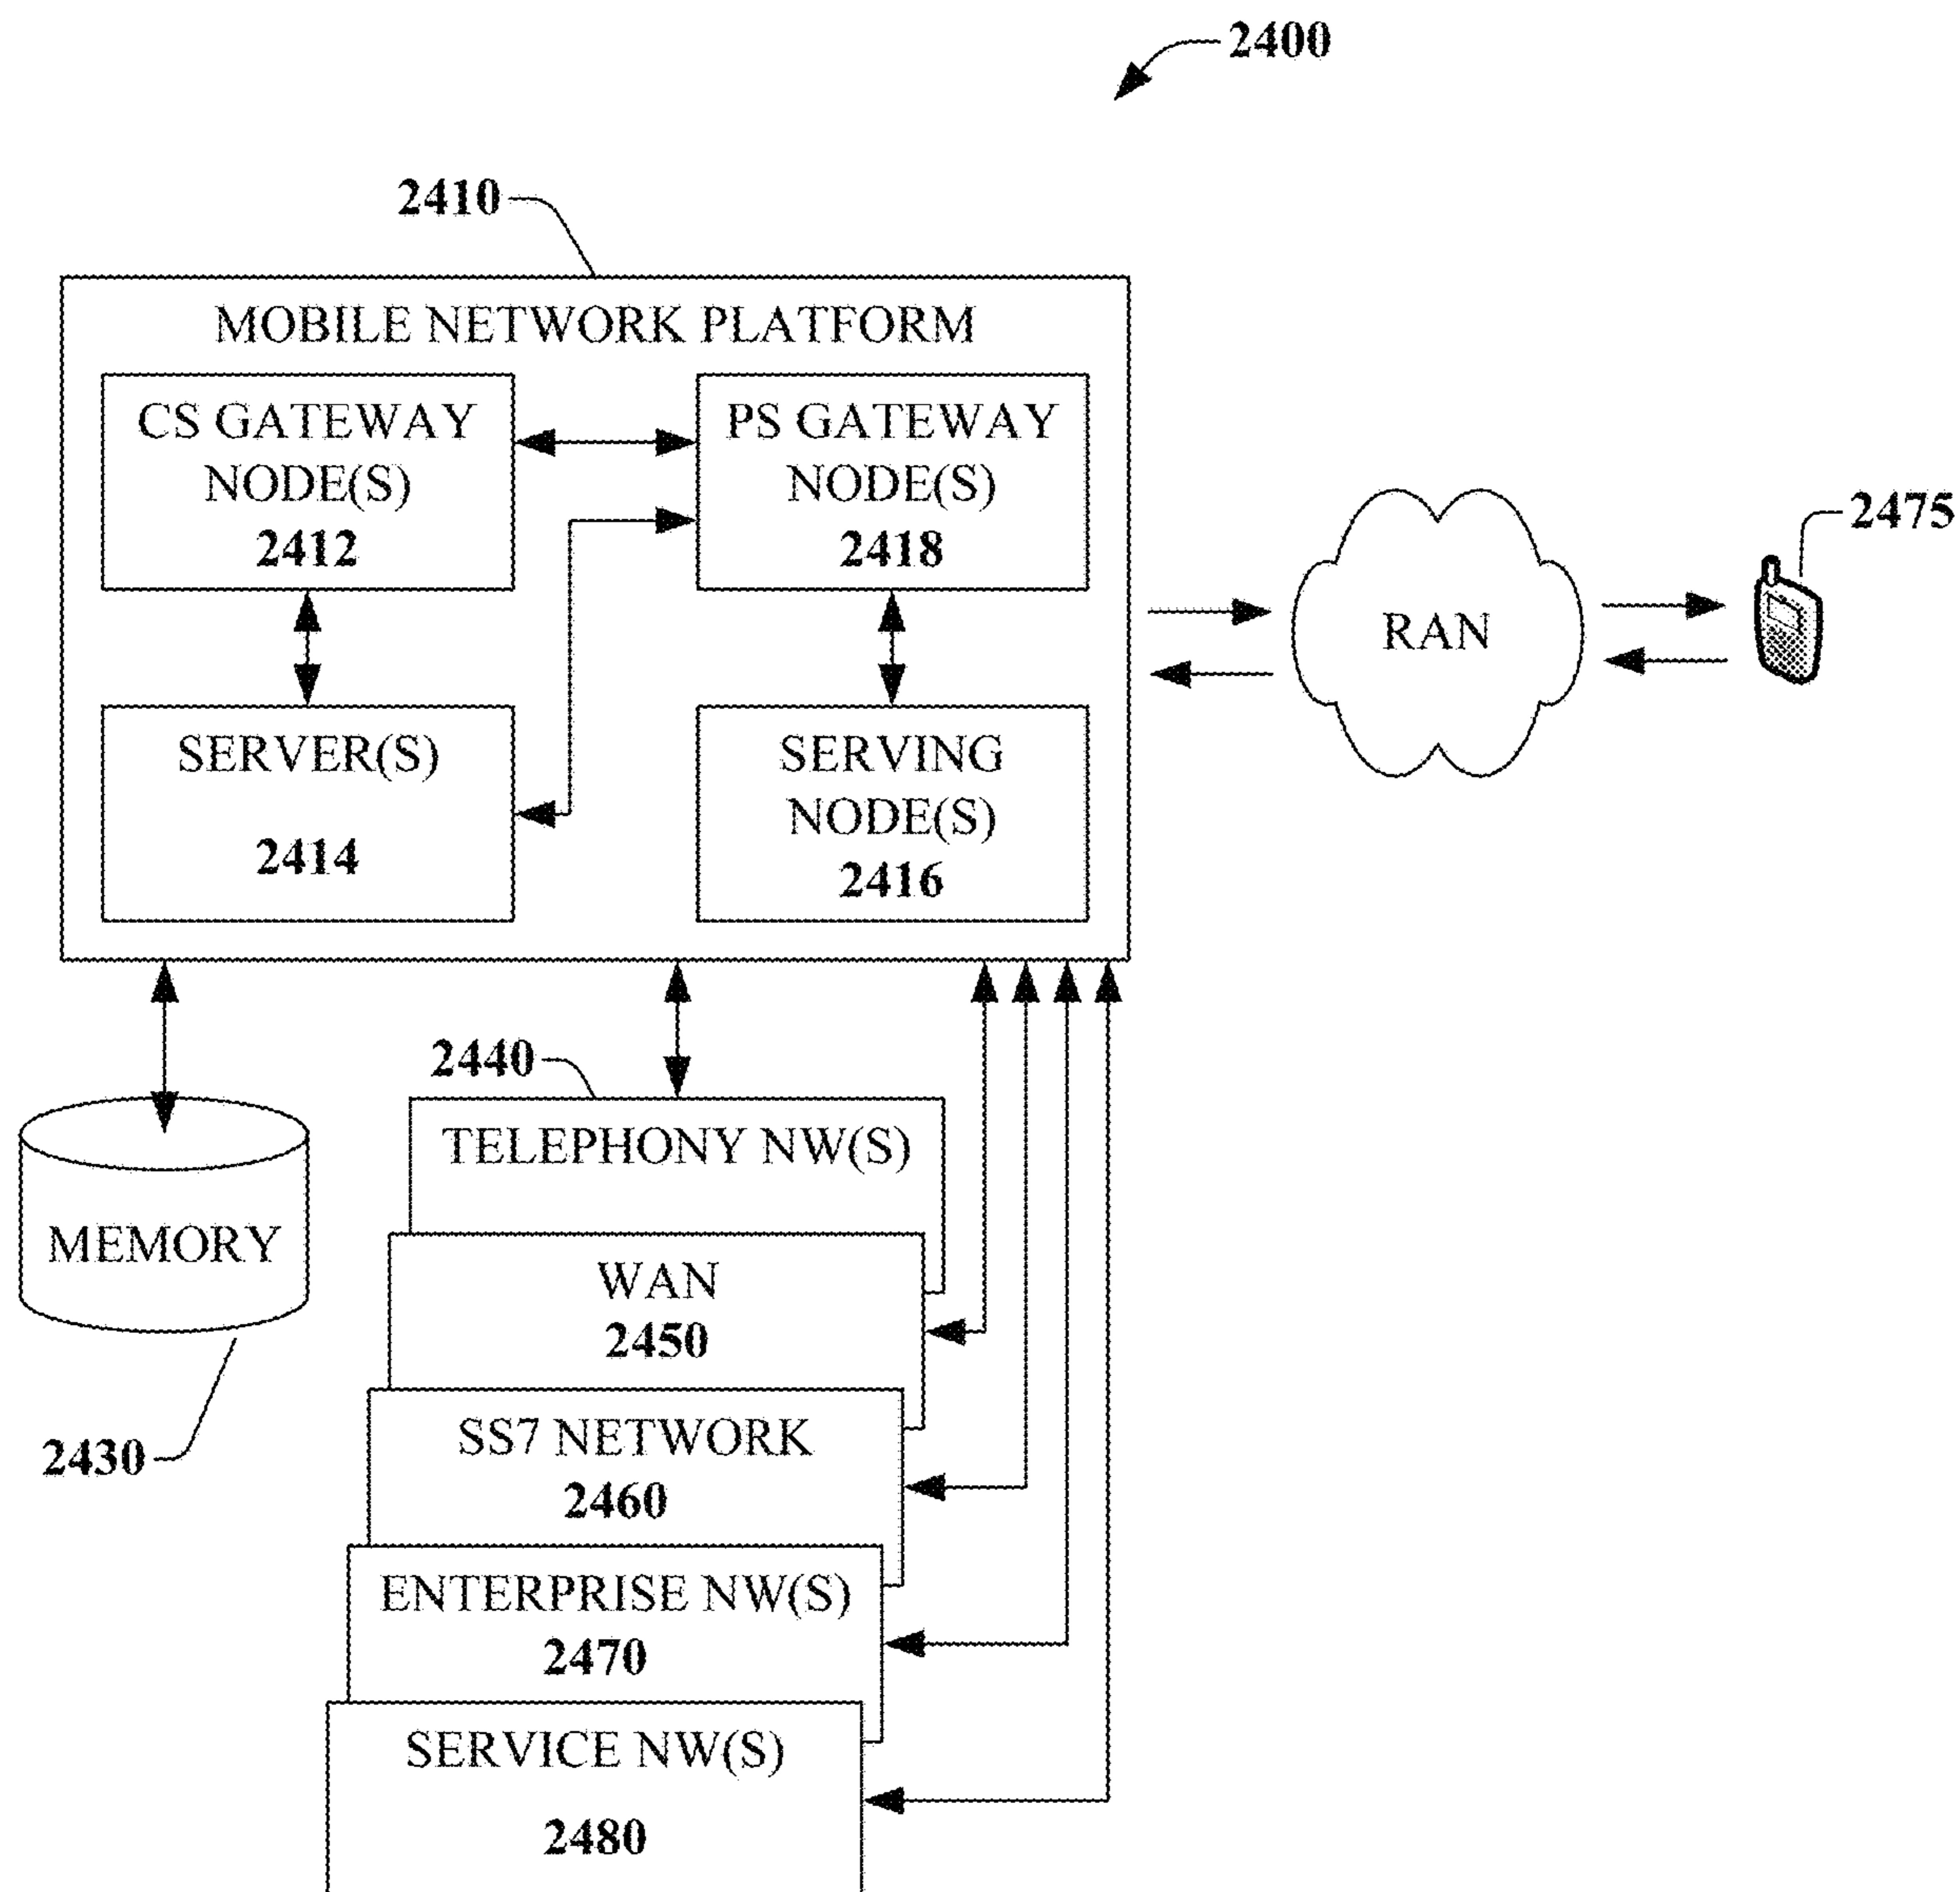 2400
2410
MOBILE NETWORK PLATFORM
CS GATEWAY
NODE(S)
2412
PS GATEWAY
NODE(S)
2418
SERVER(S)
2414
SERVING
NODE(S)
2416
RAN
2475
2440
TELEPHONY NW(S)
MEMORY
2430
WAN
2450
SS7 NETWORK
2460
ENTERPRISE NW(S)
2470
SERVICE NW(S)
2480